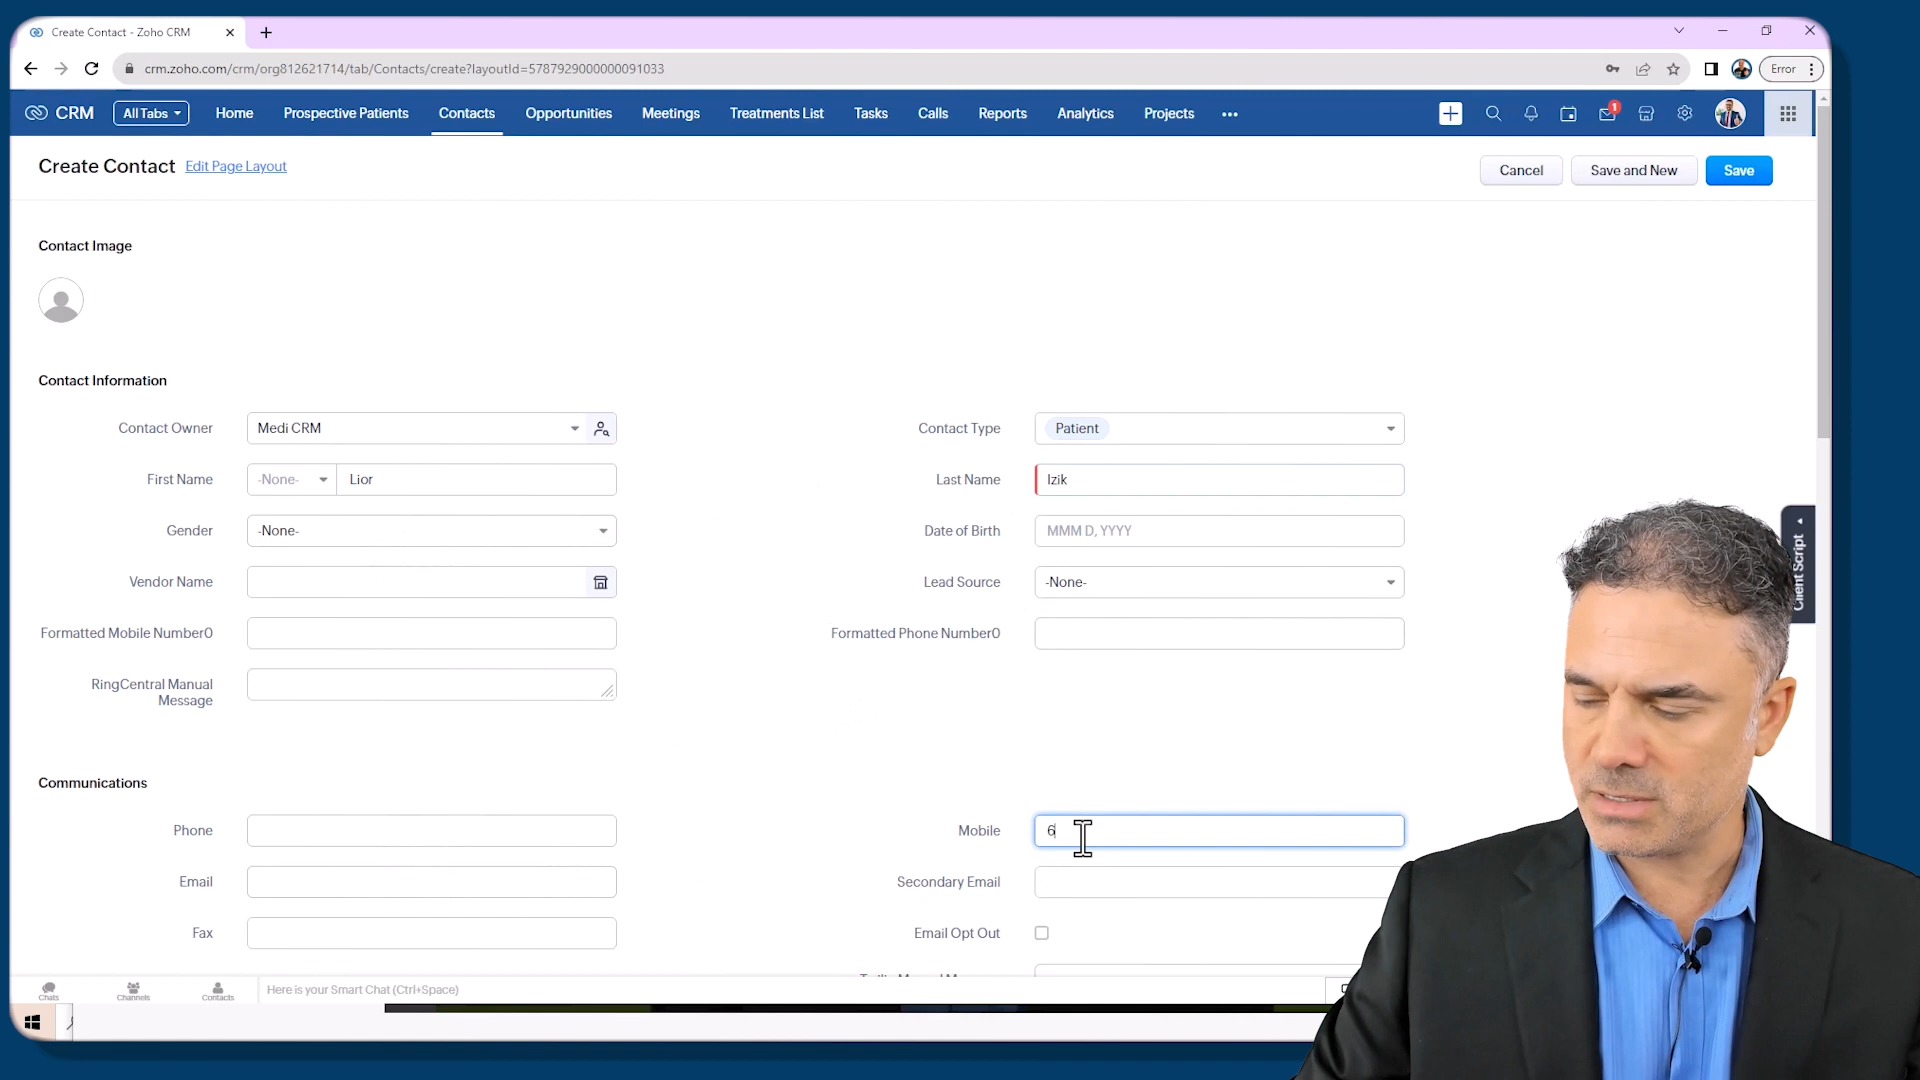 Create Contact - Zoho CRM
crm.zoho.com/crm/org812621714/tab/Contacts/create?layoutId=5787929000000091033
Error
CRM
All Tabs
Home
Prospective Patients
Contacts
Opportunities
Meetings
Treatments List
Tasks
Calls
Reports
Analytics
Projects
1
Create Contact Edit Page Layout
Cancel
Save and New
Save
Contact Image
Contact Information
Contact Owner
Medi CRM
Contact Type
Patient
First Name
-None-
Lior
Last Name
Izik
Gender
-None-
Date of Birth
MMM D, YYYY
Vendor Name
Lead Source
-None-
Formatted Mobile Number0
Formatted Phone Number0
RingCentral Manual
Message
Client Script
Communications
Phone
Mobile
6
Email
Secondary Email
Fax
Email Opt Out
Chats
Channels
Contacts
Here is your Smart Chat (Ctrl+Space)